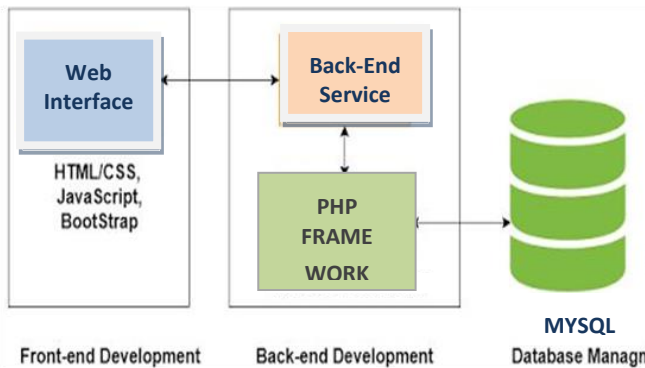 Web
Interface
HTML/CSS,
JavaScript,
BootStrap
Back-End
Service
PHP
FRAME
WORK
MYSQL
Front-end Development
Back-end Development
Database Managm